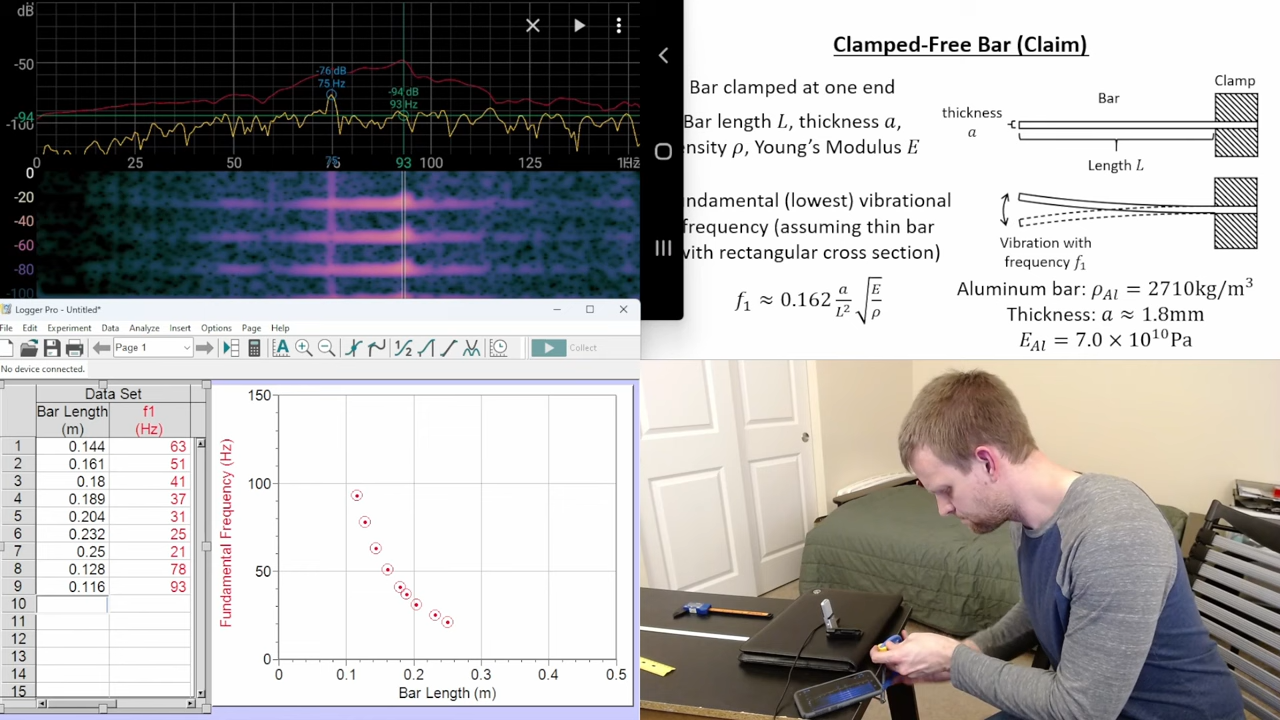 dB
-50
-76 dB
75 Hz
-94 dB
93 Hz
-94
-100
0
25
50
75
93
100
125
0
-20
-40
-60
-80
-100
Clamped-Free Bar (Claim)
Bar clamped at one end
Bar length L, thickness a,
ensity ρ, Young's Modulus E
undamental (lowest) vibrational
frequency (assuming thin bar
with rectangular cross section)
f₁ ≈ 0.162 a/L² √E/ρ
Clamp
Bar
thickness
a
Length L
Vibration with
frequency f₁
Aluminum bar: ρ_Al = 2710kg/m³
Thickness: a ≈ 1.8mm
E_Al = 7.0 × 10¹⁰Pa
Logger Pro - Untitled*
File Edit Experiment Data Analyze Insert Options Page Help
Page 1
Collect
No device connected.
Data Set
Bar Length f1
(m) (Hz)
1 0.144 63
2 0.161 51
3 0.18 41
4 0.189 37
5 0.204 31
6 0.232 25
7 0.25 21
8 0.128 78
9 0.116 93
10
11
12
13
14
15
Fundamental Frequency (Hz)
150
100
50
0
0 0.1 0.2 0.3 0.4 0.5
Bar Length (m)